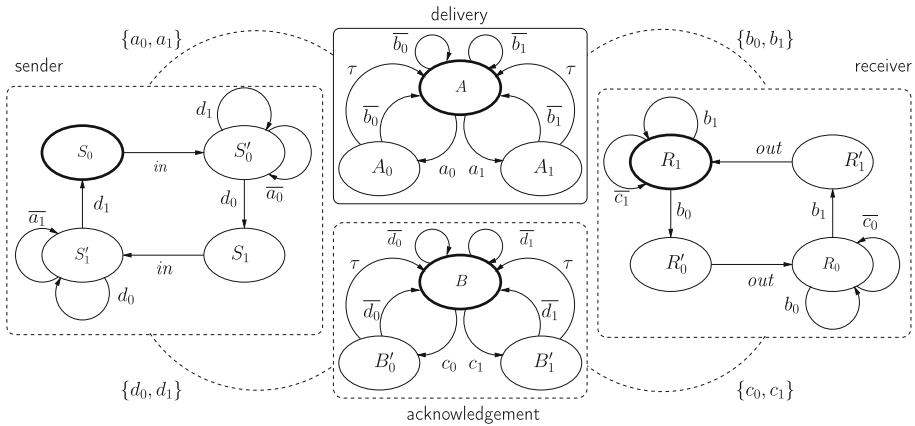 delivery
{a₀, a₁}
{b₀, b₁}
sender
receiver
b̅₀ b̅₁
τ A τ
b̅₀ b̅₁
A₀ a₀ a₁ A₁
d₁
S₀ in S′₀
d₀ a̅₀
a̅₁ d₁
S′₁ in S₁
d₀
b₁
R₁ out R′₁
c̅₁ b₀ b₁ c̅₀
R′₀ out R₀
b₀
d̅₀ d̅₁
τ B τ
d̅₀ d̅₁
B′₀ c₀ c₁ B′₁
{d₀, d₁}
{c₀, c₁}
acknowledgement